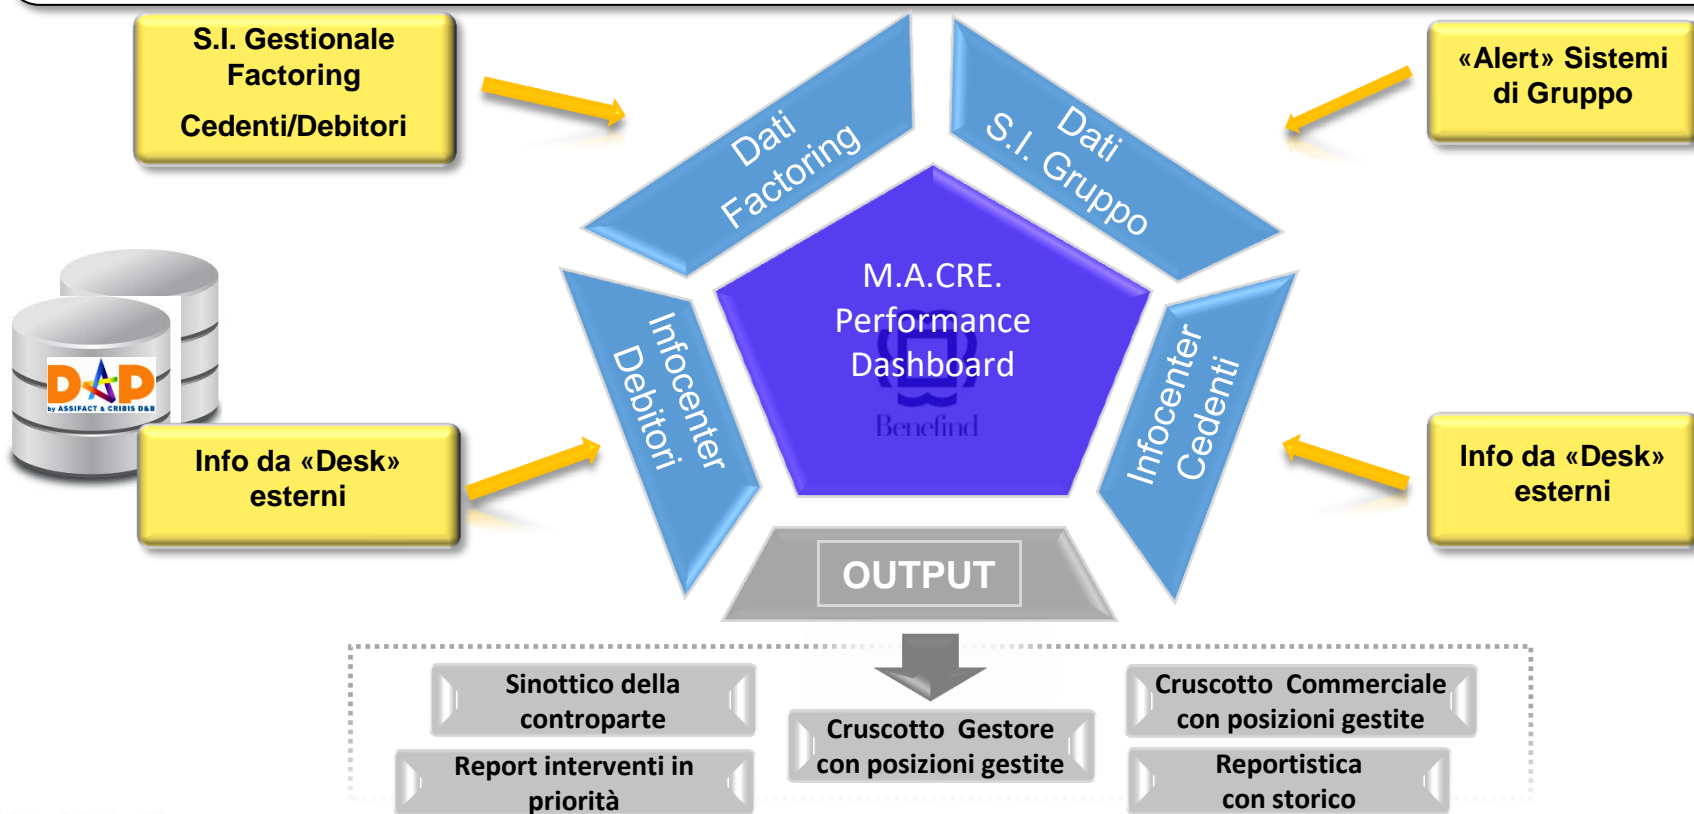 S.I. Gestionale
Factoring
Cedenti/Debitori
«Alert» Sistemi
di Gruppo
Dati
Factoring
Dati
S.I. Gruppo
M.A.CRE.
Performance
Dashboard
Benefind
Infocenter
Debitori
Infocenter
Cedenti
DAP
by ASSIFACT & CRIBIS D&B
Info da «Desk»
esterni
Info da «Desk»
esterni
OUTPUT
Sinottico della
controparte
Report interventi in
priorità
Cruscotto Gestore
con posizioni gestite
Cruscotto Commerciale
con posizioni gestite
Reportistica
con storico